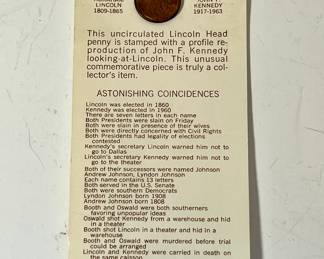 LINCOLN
1809-1865
KENNEDY
1917-1963
This uncirculated Lincoln Head
penny is stamped with a profile re-
production of John F. Kennedy
looking-at-Lincoln. This unusual
commemorative piece is truly a col-
lector's item.
ASTONISHING COINCIDENCES
Lincoln was elected in 1860
Kennedy was elected in 1960
There are seven letters in each name
Both Presidents were slain on Friday
Both were slain in presence of their wives
Both were directly concerned with Civil Rights
Both Presidents had legality of elections
contested
Kennedy's secretary Lincoln warned him not to
go to Dallas
Lincoln's secretary Kennedy warned him not to
go to the theater
Both of their successors were named Johnson
Andrew Johnson, Lyndon Johnson
Each name contains 13 letters
Both served in the U.S. Senate
Both were southern Democrats
Lyndon Johnson born 1908
Andrew Johnson born 1808
Booth and Oswald were both southerners
favoring unpopular ideas
Oswald shot Kennedy from a warehouse and hid
in a theater
Booth shot Lincoln in a theater and hid in a
warehouse
Booth and Oswald were murdered before trial
could be arranged
Lincoln and Kennedy were carried in death on
the same caisson